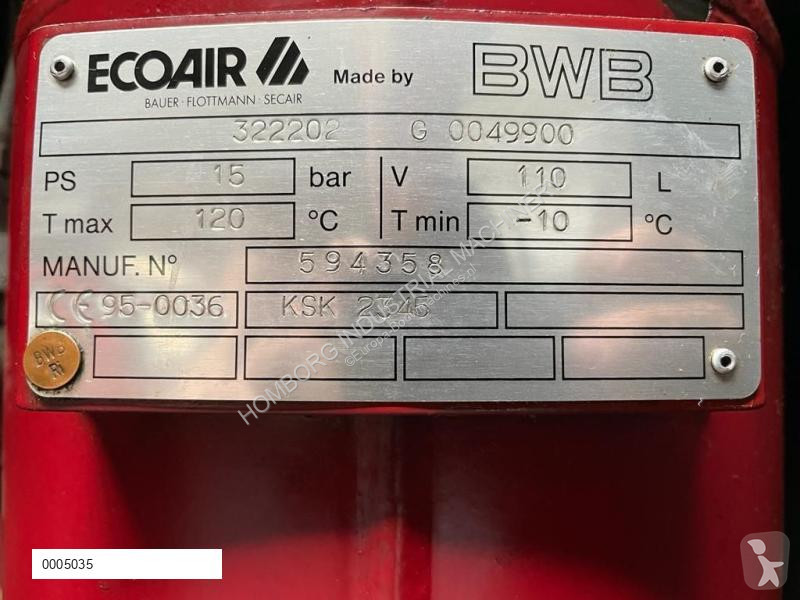 ECOAIR Made by BWB
BAUER · FLOTTMANN · SECAIR
322202 G 0049900
PS 15 bar V 110 L
T max 120 °C T min -10 °C
MANUF. N° 594358
CE 95-0036 KSK 2345
BWB
HOMBORG INDUSTRIAL MACHINERY
0005035